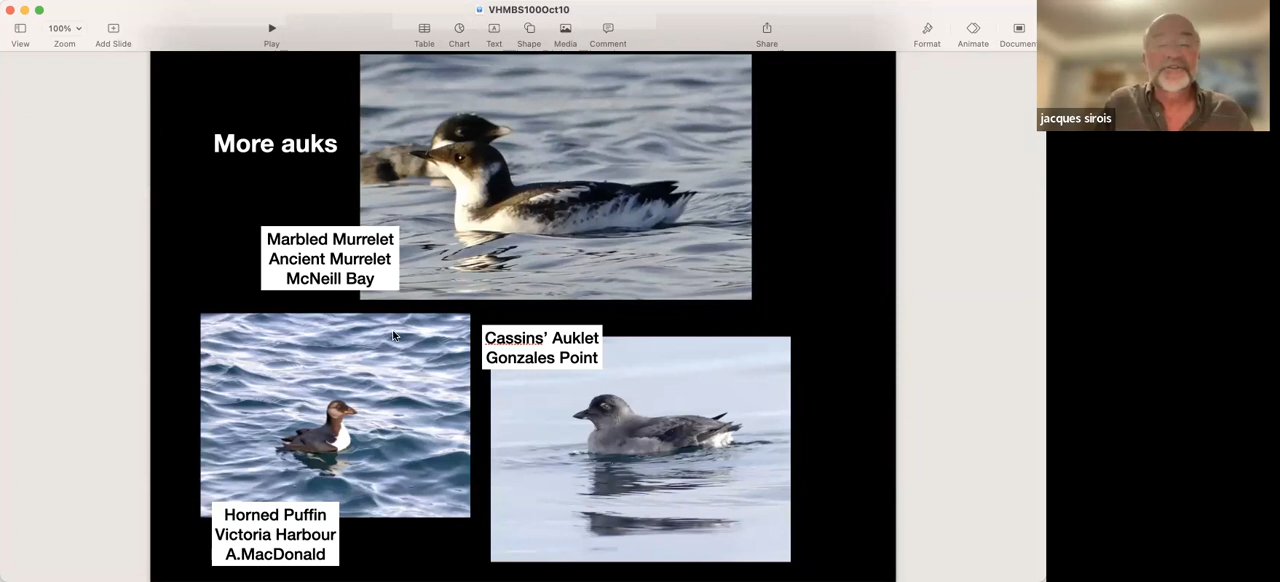 VHMBS100Oct10
100%
View
Zoom
Add Slide
Play
Table
Chart
Text
Shape
Media
Comment
Share
Format
Animate
Documen
jacques sirois
More auks
Marbled Murrelet
Ancient Murrelet
McNeill Bay
Cassins’ Auklet
Gonzales Point
Horned Puffin
Victoria Harbour
A.MacDonald